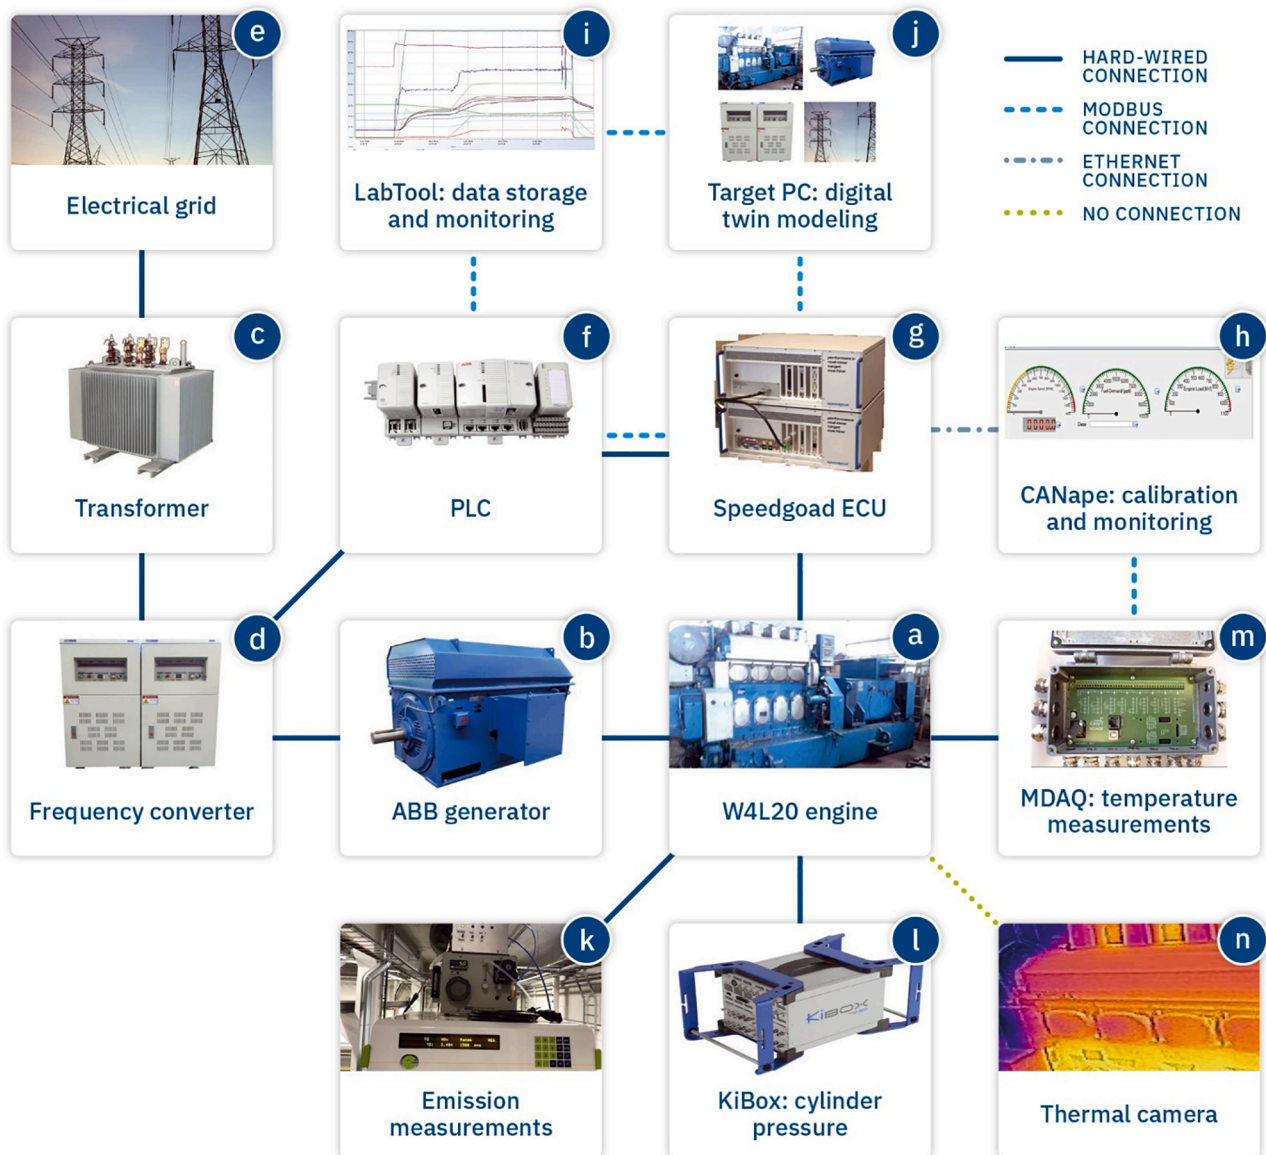 e
Electrical grid
i
LabTool: data storage
and monitoring
j
Target PC: digital
twin modeling
HARD-WIRED
CONNECTION
MODBUS
CONNECTION
ETHERNET
CONNECTION
NO CONNECTION
c
Transformer
f
PLC
g
speedgoat
Speedgoad ECU
h
CANape: calibration
and monitoring
d
Frequency converter
b
ABB generator
a
W4L20 engine
m
MDAQ: temperature
measurements
k
Emission
measurements
l
KiBOX
KiBox: cylinder
pressure
n
Thermal camera